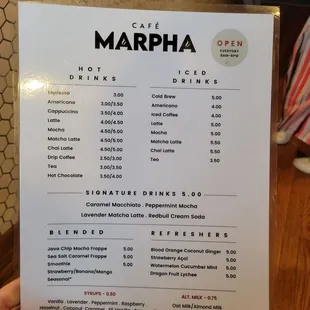 CAFÉ
MARPHA
OPEN
EVERYDAY
HOT DRINKS
Espresso 3.00
Americano 3.00/3.50
Cappuccino 4.00/4.50
Latte 4.00/4.50
Mocha 4.50/5.00
Matcha Latte 4.50/5.00
Chai Latte 4.50/5.00
Drip Coffee 2.50/3.00
Tea 3.00/3.50
Hot Chocolate 3.50/4.00
ICED DRINKS
Cold Brew 5.00
Americano 4.00
Iced Coffee 4.00
Latte 5.00
Mocha 5.00
Matcha Latte 5.50
Chai Latte 5.50
Tea 3.50
SIGNATURE DRINKS 5.00
Caramel Macchiato . Peppermint Mocha
Lavender Matcha Latte . Redbull Cream Soda
BLENDED
Java Chip Mocha Frappe 5.00
Sea Salt Caramel Frappe 5.00
Smoothie 5.00
Strawberry/Banana/Mango
Seasonal*
REFRESHERS
Blood Orange Coconut Ginger 5.00
Strawberry Açai 5.00
Watermelon Cucumber Mint 5.00
Dragon Fruit Lychee 5.00
SYRUPS - 0.50
Vanilla . Lavender . Peppermint . Raspberry .
Hazelnut . Coconut . Caramel
ALT. MILK - 0.75
Oat Milk/Almond Milk